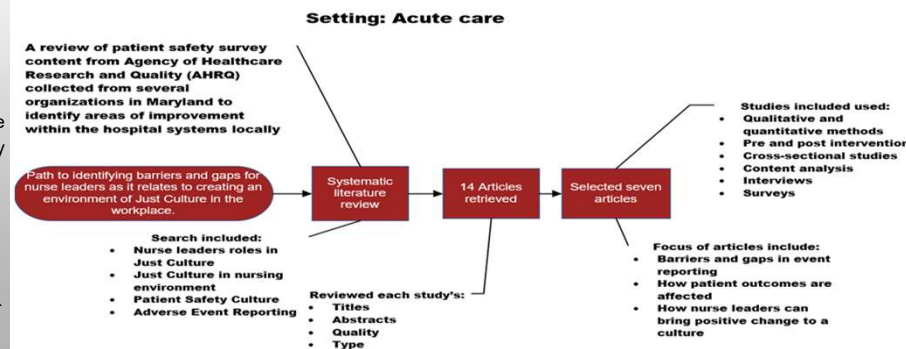 Setting: Acute care
A review of patient safety survey
content from Agency of Healthcare
Research and Quality (AHRQ)
collected from several
organizations in Maryland to
identify areas of improvement
within the hospital systems locally
Path to identifying barriers and gaps for
nurse leaders as it relates to creating an
environment of Just Culture in the
workplace.
Systematic
literature
review
14 Articles
retrieved
Selected seven
articles
Studies included used:
• Qualitative and
quantitative methods
• Pre and post intervention
• Cross-sectional studies
• Content analysis
• Interviews
• Surveys
Search included:
• Nurse leaders roles in
Just Culture
• Just Culture in nursing
environment
• Patient Safety Culture
• Adverse Event Reporting
Reviewed each study's:
• Titles
• Abstracts
• Quality
• Type
Focus of articles include:
• Barriers and gaps in event
reporting
• How patient outcomes are
affected
• How nurse leaders can
bring positive change to a
culture